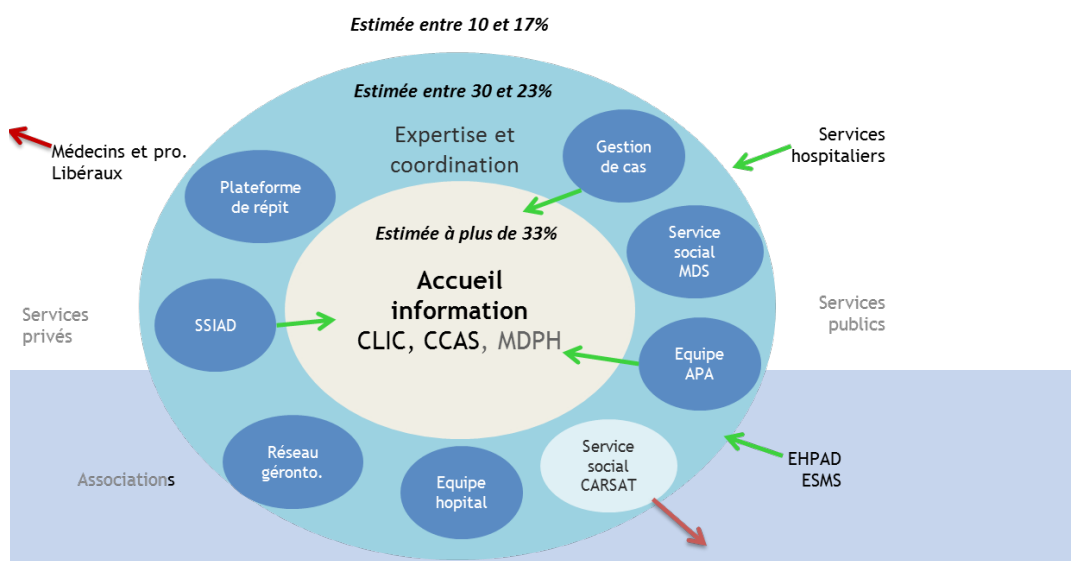 Estimée entre 10 et 17%
Estimée entre 30 et 23%
Expertise et
coordination
Médecins et pro.
Libéraux
Gestion
de cas
Services
hospitaliers
Plateforme
de répit
Estimée à plus de 33%
Service
social
MDS
Accueil
information
CLIC, CCAS, MDPH
Services
privés
SSIAD
Services
publics
Equipe
APA
Réseau
géronto.
Service
social
CARSAT
EHPAD
ESMS
Associations
Equipe
hopital